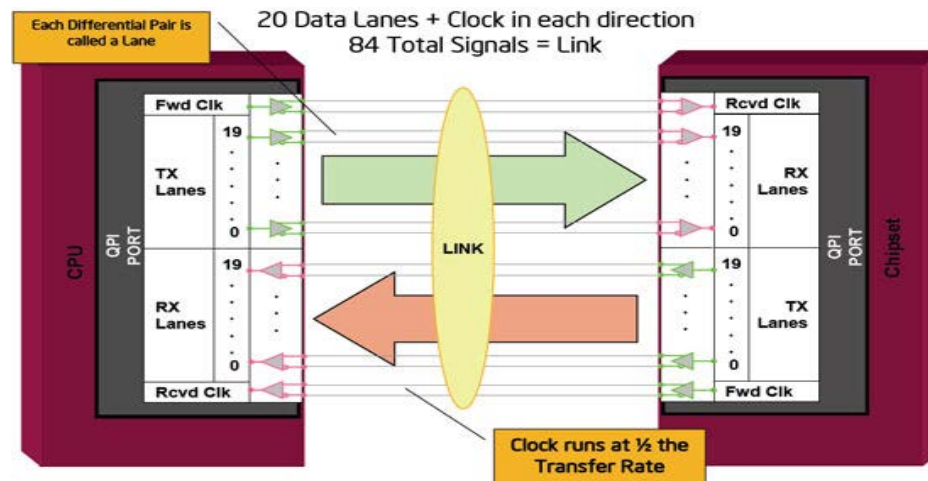 20 Data Lanes + Clock in each direction
84 Total Signals = Link
Each Differential Pair is
called a Lane
CPU
QPI
PORT
Fwd Clk
TX
Lanes
19
0
RX
Lanes
19
0
Rcvd Clk
LINK
Rcvd Clk
19
RX
Lanes
0
19
TX
Lanes
0
Fwd Clk
QPI
PORT
Chipset
Clock runs at ½ the
Transfer Rate